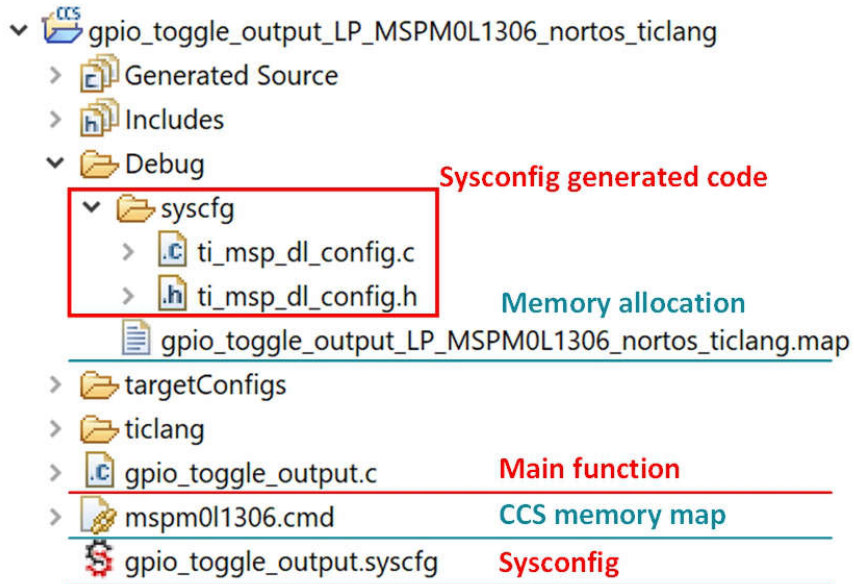 CCS
gpio_toggle_output_LP_MSPM0L1306_nortos_ticlang
c Generated Source
h Includes
Debug
Sysconfig generated code
syscfg
.c ti_msp_dl_config.c
.h ti_msp_dl_config.h
Memory allocation
gpio_toggle_output_LP_MSPM0L1306_nortos_ticlang.map
targetConfigs
ticlang
.c gpio_toggle_output.c Main function
mspm0l1306.cmd CCS memory map
S gpio_toggle_output.syscfg Sysconfig